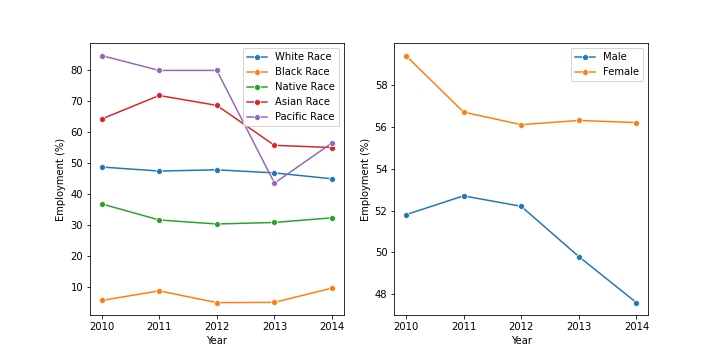 White Race
Black Race
Native Race
Asian Race
Pacific Race
80
70
60
50
40
30
20
10
Employment (%)
2010 2011 2012 2013 2014
Year
Male
Female
58
56
54
52
50
48
Employment (%)
2010 2011 2012 2013 2014
Year